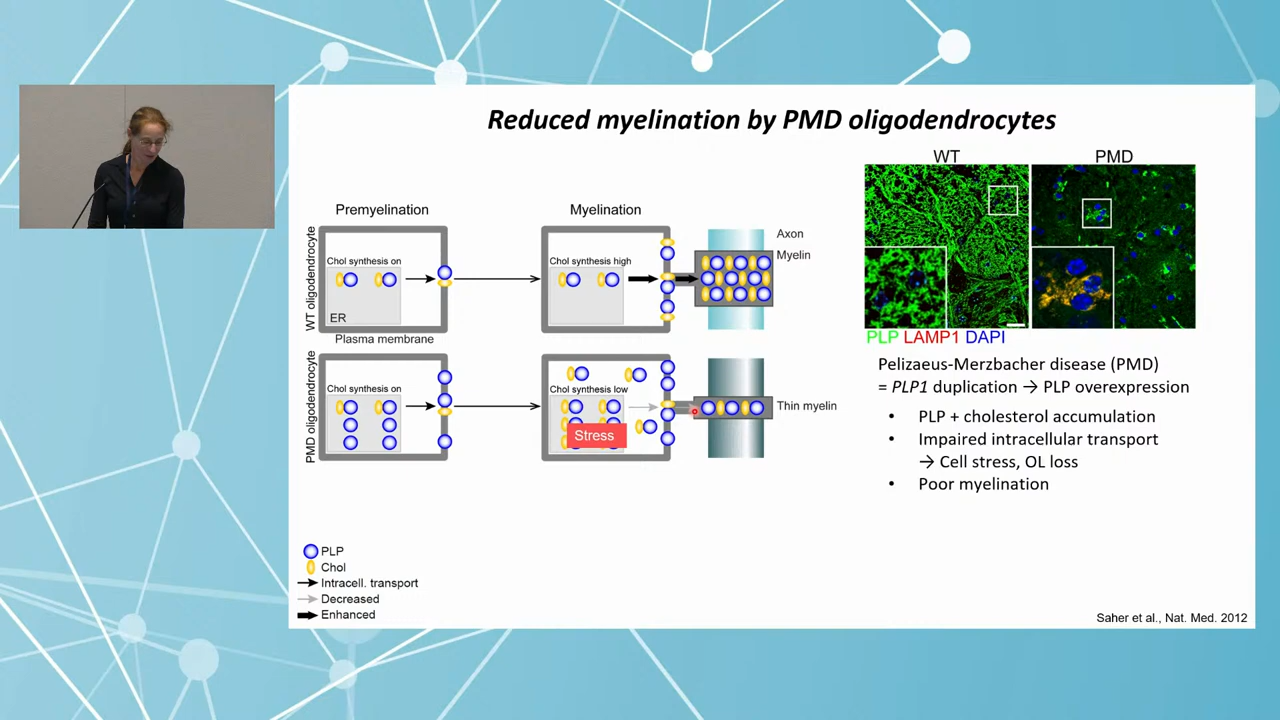 Reduced myelination by PMD oligodendrocytes
Premyelination
Myelination
WT oligodendrocyte
Chol synthesis on
ER
Plasma membrane
Chol synthesis high
Axon
Myelin
PMD oligodendrocyte
Chol synthesis on
Chol synthesis low
Stress
Thin myelin
PLP
Chol
Intracell. transport
Decreased
Enhanced
WT
PMD
PLP LAMP1 DAPI
Pelizaeus-Merzbacher disease (PMD)
= PLP1 duplication → PLP overexpression
• PLP + cholesterol accumulation
• Impaired intracellular transport
→ Cell stress, OL loss
• Poor myelination
Saher et al., Nat. Med. 2012